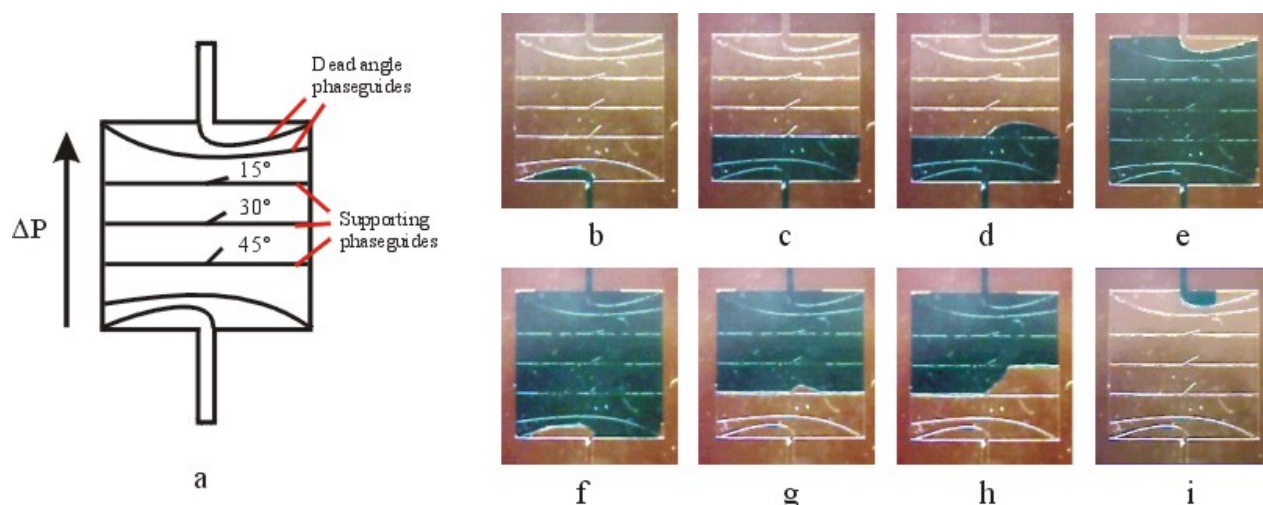 Dead angle
phaseguides
15°
30°
45°
Supporting
phaseguides
ΔP
a
b
c
d
e
f
g
h
i